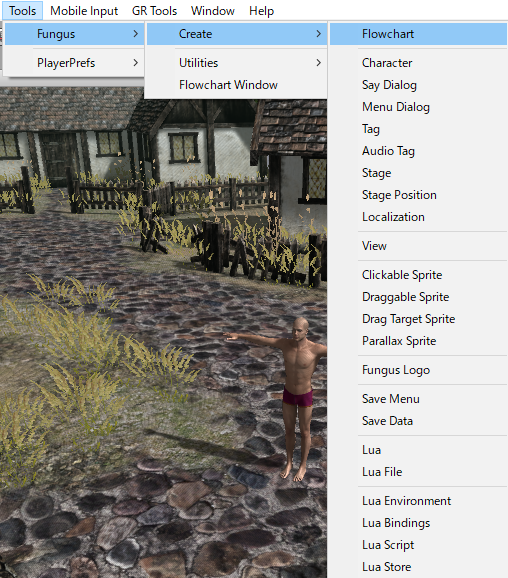 Tools Mobile Input GR Tools Window Help
Fungus
PlayerPrefs
Create
Utilities
Flowchart Window
Flowchart
Character
Say Dialog
Menu Dialog
Tag
Audio Tag
Stage
Stage Position
Localization
View
Clickable Sprite
Draggable Sprite
Drag Target Sprite
Parallax Sprite
Fungus Logo
Save Menu
Save Data
Lua
Lua File
Lua Environment
Lua Bindings
Lua Script
Lua Store